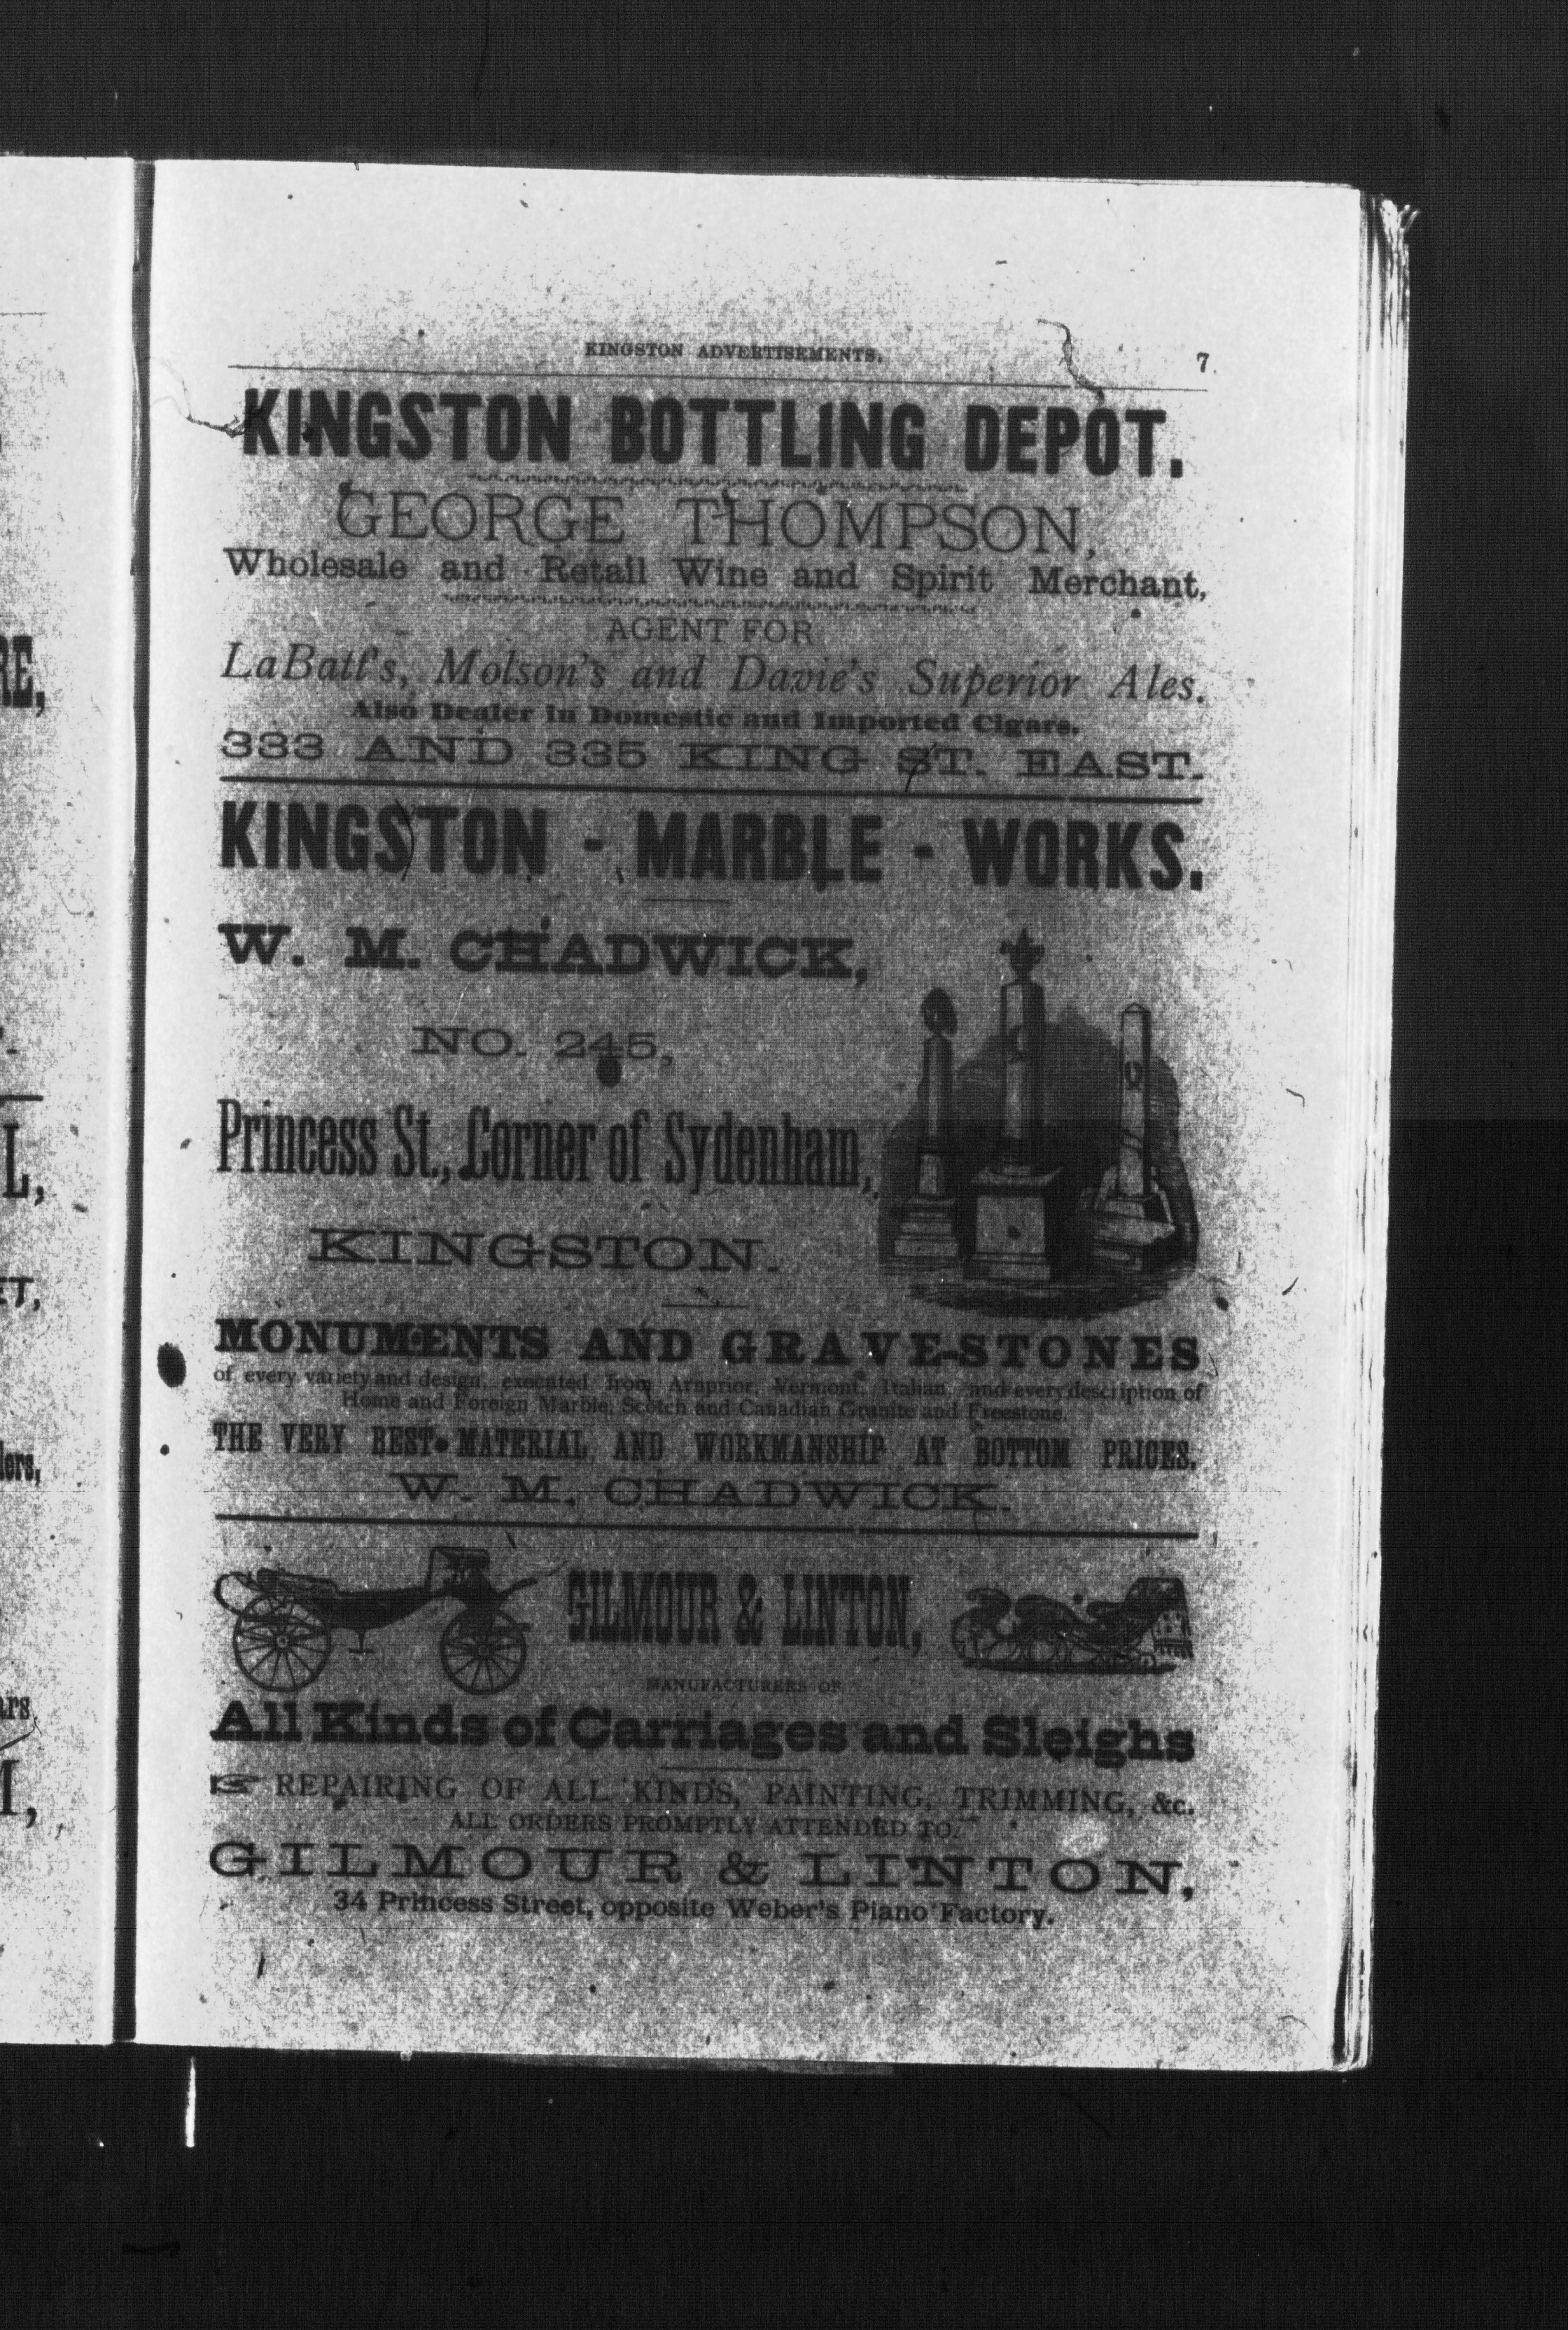 KINGSTON ADVERTISEMENTS. 7
KINGSTON BOTTLING DEPOT.
GEORGE THOMPSON,
Wholesale and Retail Wine and Spirit Merchant,
AGENT FOR
LaBatt's, Molson's and Davie's Superior Ales.
Also Dealer in Domestic and Imported Cigars.
333 AND 335 KING ST. EAST.
KINGSTON - MARBLE - WORKS.
W. M. CHADWICK,
NO. 245,
Princess St., Corner of Sydenham,
KINGSTON.
MONUMENTS AND GRAVE-STONES
of every variety and design, executed from Arnprior, Vermont, Italian, and every description of
Home and Foreign Marble, Scotch and Canadian Granite and Freestone.
THE VERY BEST MATERIAL AND WORKMANSHIP AT BOTTOM PRICES.
W. M. CHADWICK.
GILMOUR & LINTON,
MANUFACTURERS OF
All Kinds of Carriages and Sleighs
☞ REPAIRING OF ALL KINDS, PAINTING, TRIMMING, &c.
ALL ORDERS PROMPTLY ATTENDED TO.
GILMOUR & LINTON,
34 Princess Street, opposite Weber's Piano Factory.